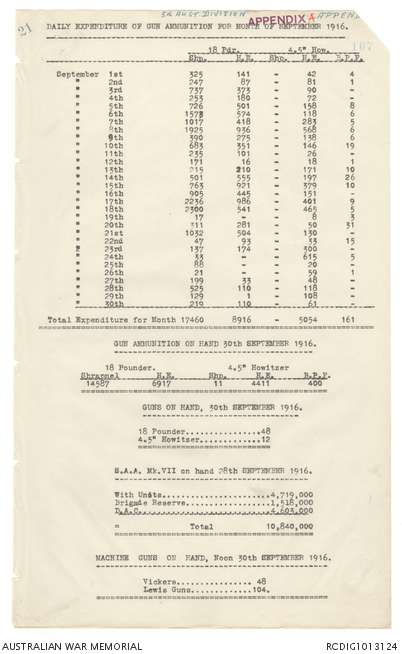 21
5th AUST. DIVISION
APPENDIX
DAILY EXPENDITURE OF GUN AMMUNITION FOR MONTH OF SEPTEMBER 1916.
18 Pdr. 4.5" How.
Shp. H.E. - Shp. H.E. B.P.F.
September 1st 325 141 - 42 4
" 2nd 247 87 - 81 1
" 3rd 737 373 - 90 -
" 4th 253 180 - 72 -
" 5th 726 501 - 158 8
" 6th 1573 574 - 118 6
" 7th 1017 418 - 283 5
" 8th 1925 936 - 568 6
" 9th 390 275 - 138 6
" 10th 683 351 - 146 19
" 11th 235 101 - 26 -
" 12th 171 16 - 18 1
" 13th 215 210 - 171 10
" 14th 501 355 - 197 26
" 15th 763 921 - 379 10
" 16th 905 445 - 151 -
" 17th 2236 986 - 401 9
" 18th 2300 541 - 465 5
" 19th 17 - - 8 3
" 20th 311 281 - 50 31
" 21st 1032 504 - 130 -
" 22nd 47 93 - 33 15
" 23rd 137 174 - 300 -
" 24th 33 - - 615 5
" 25th 88 - - 20 -
" 26th 21 - - 59 1
" 27th 199 33 - 48 -
" 28th 525 110 - 118 -
" 29th 129 1 - 108 -
" 30th 219 110 - 61 -
Total Expenditure for Month 17460 8916 - 5054 161
GUN AMMUNITION ON HAND 30th SEPTEMBER 1916.
18 Pounder. 4.5" Howitzer
Shrapnel H.E. Shp. H.E. B.P.F.
14587 6917 11 4411 400
GUNS ON HAND, 30th SEPTEMBER 1916.
18 Pounder...............48
4.5" Howitzer............12
S.A.A. Mk.VII on hand 28th SEPTEMBER 1916.
With Units..................4,719,000
Brigade Reserve.............1,518,000
D.A.C.......................4,603,000
" Total 10,840,000
MACHINE GUNS ON HAND, Noon 30th SEPTEMBER 1916.
Vickers............... 48
Lewis Guns............104.
AUSTRALIAN WAR MEMORIAL RCDIG1013124